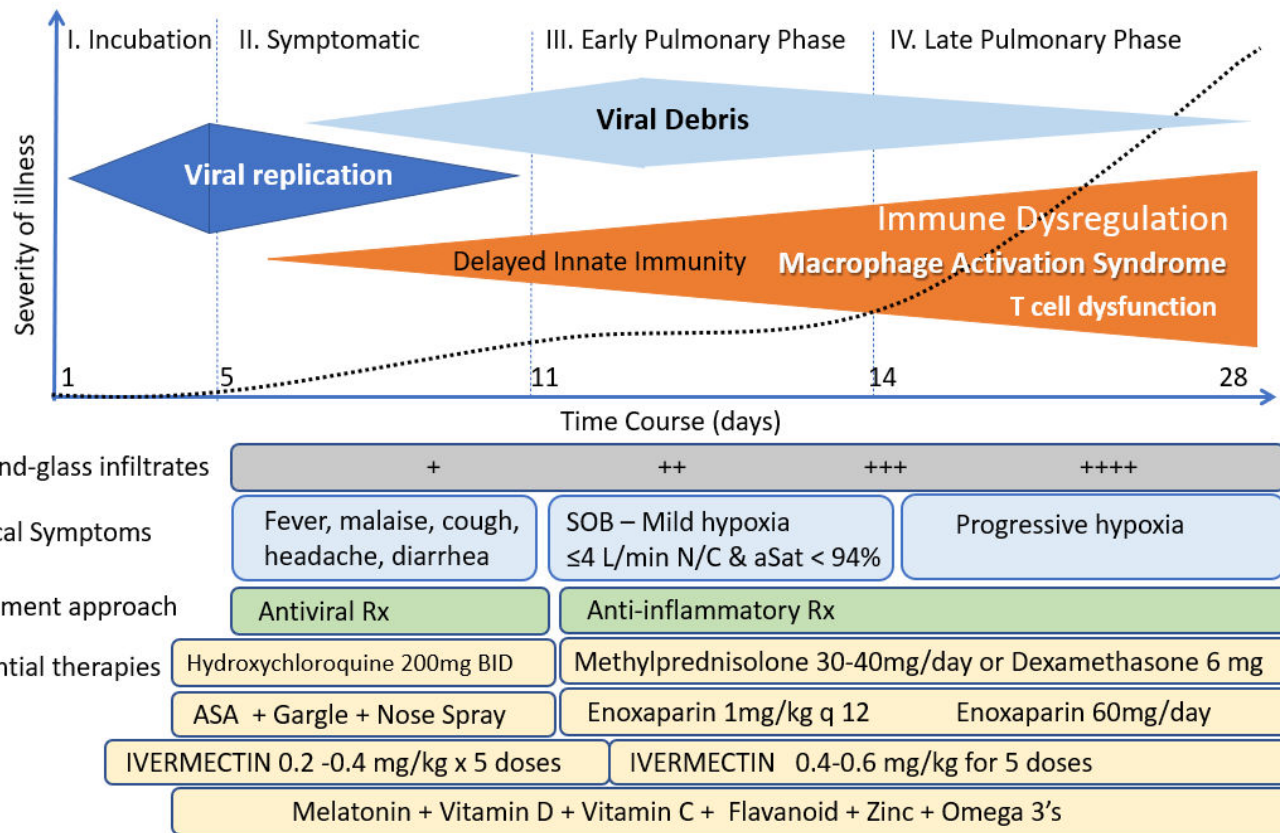 I. Incubation
II. Symptomatic
III. Early Pulmonary Phase
IV. Late Pulmonary Phase
Severity of illness
Viral Debris
Viral replication
Immune Dysregulation
Delayed Innate Immunity
Macrophage Activation Syndrome
T cell dysfunction
1 5 11 14 28
Time Course (days)
nd-glass infiltrates
+ ++ +++ ++++
cal Symptoms
Fever, malaise, cough,
headache, diarrhea
SOB – Mild hypoxia
≤4 L/min N/C & aSat < 94%
Progressive hypoxia
ment approach
Antiviral Rx
Anti-inflammatory Rx
ntial therapies
Hydroxychloroquine 200mg BID
Methylprednisolone 30-40mg/day or Dexamethasone 6 mg
ASA + Gargle + Nose Spray
Enoxaparin 1mg/kg q 12
Enoxaparin 60mg/day
IVERMECTIN 0.2 -0.4 mg/kg x 5 doses
IVERMECTIN 0.4-0.6 mg/kg for 5 doses
Melatonin + Vitamin D + Vitamin C + Flavanoid + Zinc + Omega 3’s